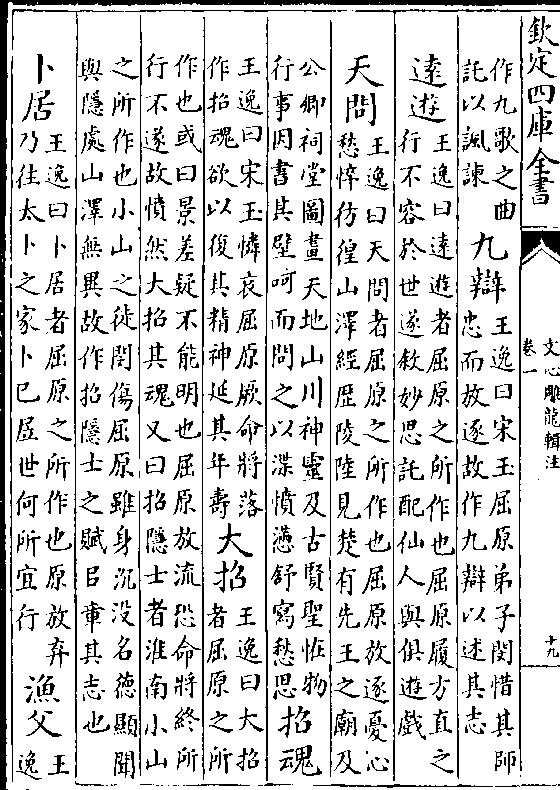 欽定四庫全書
文心雕龍輯注
卷一
十九
作九歌之曲
託以諷諫
九辯
王逸曰宋玉屈原弟子閔惜其師
忠而放逐故作九辯以述其志
遠遊
王逸曰遠遊者屈原之所作也屈原履方直之
行不容於世遂敘妙思託配仙人與俱遊戲
天問
王逸曰天問者屈原之所作也屈原放逐憂心
愁悴彷徨山澤經歴陵陸見楚有先王之廟及
公卿祠堂圖畫天地山川神靈及古賢聖恠物
行事因書其壁呵而問之以渫憤懣舒寫愁思
招魂
王逸曰宋玉憐哀屈原厥命將落
作招魂欲以復其精神延其年壽
大招
王逸曰大招
者屈原之所
作也或曰景差疑不能明也屈原放流恐命將終所
行不遂故憤然大招其魂又曰招隱士者淮南小山
之所作也小山之徒閔傷屈原雖身沉没名德顯聞
與隱處山澤無異故作招隱士之賦㠯章其志也
卜居
王逸曰卜居者屈原之所作也原放弃
乃往太卜之家卜已居世何所宜行
漁父
王
逸